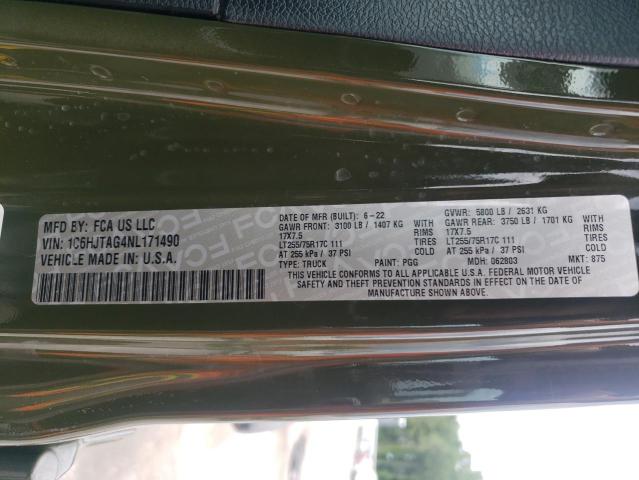 MFD BY: FCA US LLC
VIN: 1C6HJTAG4NL171490
VEHICLE MADE IN: U.S.A.
DATE OF MFR (BUILT): 6-22 GVWR: 5800 LB / 2631 KG
GAWR FRONT: 3100 LB / 1407 KG GAWR REAR: 3750 LB / 1701 KG
17X7.5 RIMS 17X7.5 RIMS
LT255/75R17C 111 TIRES LT255/75R17C 111 TIRES
AT 255 kPa / 37 PSI COLD AT 255 kPa / 37 PSI COLD
TYPE: TRUCK PAINT: PGG MDH: 062803 MKT: 875
THIS VEHICLE CONFORMS TO ALL APPLICABLE U.S.A. FEDERAL MOTOR VEHICLE
SAFETY AND THEFT PREVENTION STANDARDS IN EFFECT ON THE DATE OF
MANUFACTURE SHOWN ABOVE.